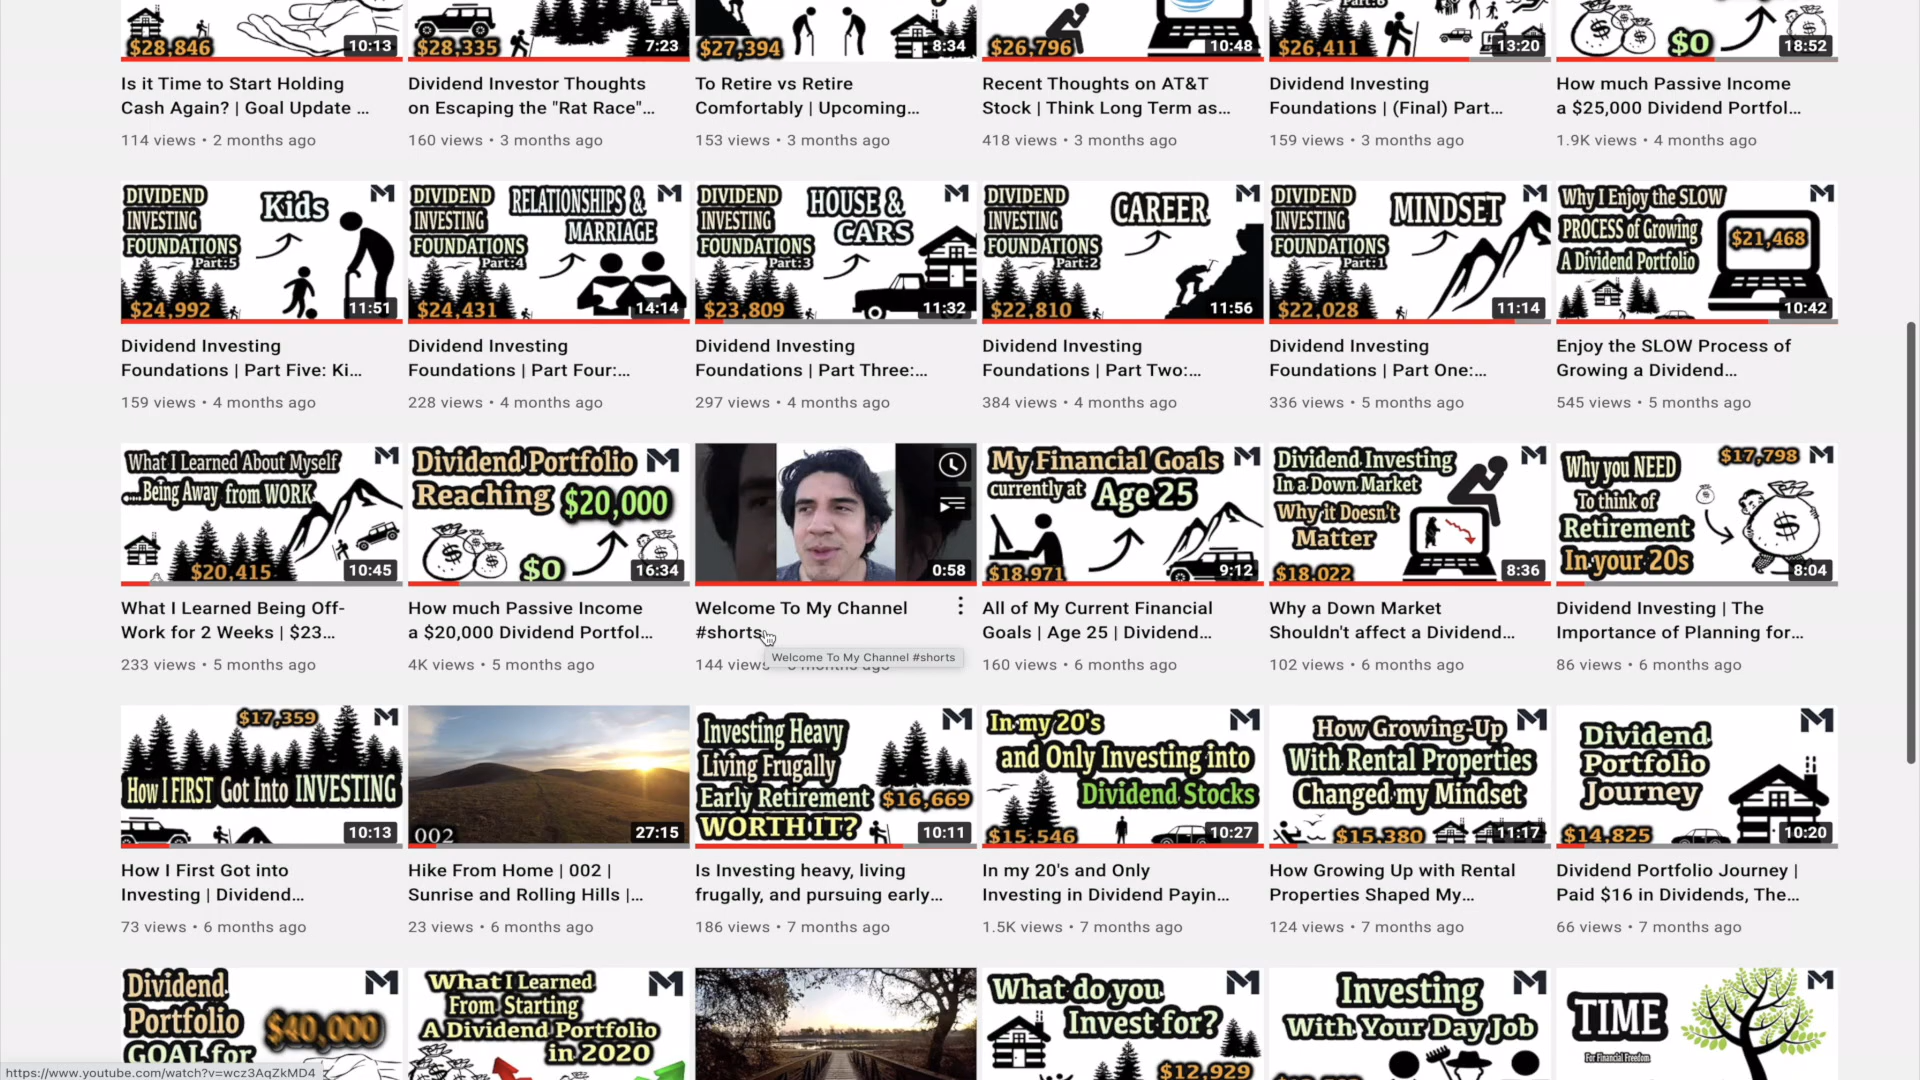 $28,846
10:13
$28,335
7:23
$27,394
8:34
$26,796
10:48
Part:6
$26,411
13:20
$0
18:52
Is it Time to Start Holding
Cash Again? | Goal Update ...
114 views • 2 months ago
Dividend Investor Thoughts
on Escaping the "Rat Race"...
160 views • 3 months ago
To Retire vs Retire
Comfortably | Upcoming...
153 views • 3 months ago
Recent Thoughts on AT&T
Stock | Think Long Term as...
418 views • 3 months ago
Dividend Investing
Foundations | (Final) Part...
159 views • 3 months ago
How much Passive Income
a $25,000 Dividend Portfol...
1.9K views • 4 months ago
DIVIDEND
INVESTING
FOUNDATIONS
Part:5
Kids
$24,992
11:51
DIVIDEND
INVESTING
FOUNDATIONS
Part:4
RELATIONSHIPS &
MARRIAGE
$24,431
14:14
DIVIDEND
INVESTING
FOUNDATIONS
Part:3
HOUSE &
CARS
$23,809
11:32
DIVIDEND
INVESTING
FOUNDATIONS
Part:2
CAREER
$22,810
11:56
DIVIDEND
INVESTING
FOUNDATIONS
Part:1
MINDSET
$22,028
11:14
Why I Enjoy the SLOW
PROCESS of Growing
A Dividend Portfolio
$21,468
10:42
Dividend Investing
Foundations | Part Five: Ki...
159 views • 4 months ago
Dividend Investing
Foundations | Part Four:...
228 views • 4 months ago
Dividend Investing
Foundations | Part Three:...
297 views • 4 months ago
Dividend Investing
Foundations | Part Two:...
384 views • 4 months ago
Dividend Investing
Foundations | Part One:...
336 views • 5 months ago
Enjoy the SLOW Process of
Growing a Dividend...
545 views • 5 months ago
What I Learned About Myself
....Being Away from WORK
$20,415
10:45
Dividend Portfolio
Reaching $20,000
$0
16:34
0:58
My Financial Goals
currently at Age 25
$18,971
9:12
Dividend Investing
In a Down Market
Why it Doesn't
Matter
$18,022
8:36
$17,798
Why you NEED
To think of
Retirement
In your 20s
8:04
What I Learned Being Off-
Work for 2 Weeks | $23...
233 views • 5 months ago
How much Passive Income
a $20,000 Dividend Portfol...
4K views • 5 months ago
Welcome To My Channel
#shorts
144 views
Welcome To My Channel #shorts
All of My Current Financial
Goals | Age 25 | Dividend...
160 views • 6 months ago
Why a Down Market
Shouldn't affect a Dividend...
102 views • 6 months ago
Dividend Investing | The
Importance of Planning for...
86 views • 6 months ago
$17,359
HOW I FIRST Got Into INVESTING
10:13
002
27:15
Investing Heavy
Living Frugally
Early Retirement
WORTH IT?
$16,669
10:11
In my 20's
and Only Investing into
Dividend Stocks
$15,546
10:27
How Growing-Up
With Rental Properties
Changed my Mindset
$15,380
11:17
Dividend
Portfolio
Journey
$14,825
10:20
How I First Got into
Investing | Dividend...
73 views • 6 months ago
Hike From Home | 002 |
Sunrise and Rolling Hills |...
23 views • 6 months ago
Is Investing heavy, living
frugally, and pursuing early...
186 views • 7 months ago
In my 20's and Only
Investing in Dividend Payin...
1.5K views • 7 months ago
How Growing Up with Rental
Properties Shaped My...
124 views • 7 months ago
Dividend Portfolio Journey |
Paid $16 in Dividends, The...
66 views • 7 months ago
Dividend
Portfolio
GOAL for
$40,000
What I Learned
From Starting
A Dividend Portfolio
in 2020
What do you
Invest for?
$12,929
Investing
With Your Day Job
TIME
For Financial Freedom
https://www.youtube.com/watch?v=wcz3AqZkMD4